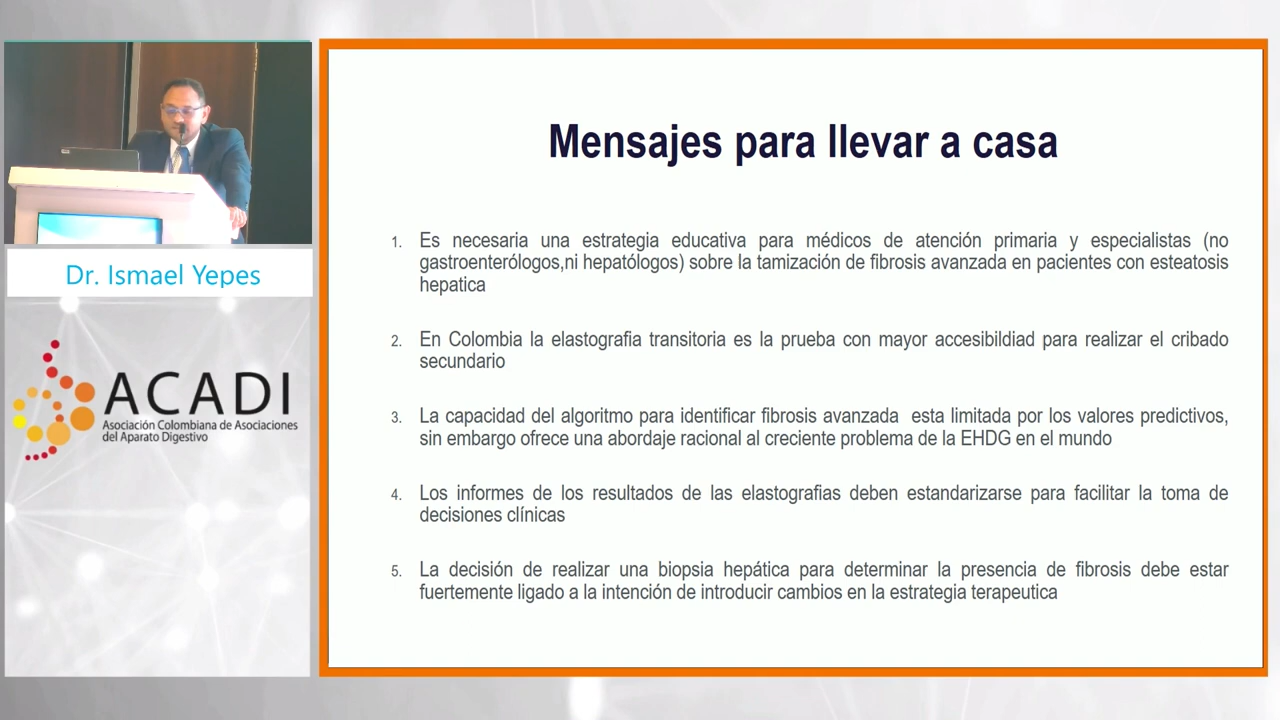 Dr. Ismael Yepes
ACADI
Asociación Colombiana de Asociaciones
del Aparato Digestivo
Mensajes para llevar a casa
1. Es necesaria una estrategia educativa para médicos de atención primaria y especialistas (no
gastroenterólogos,ni hepatólogos) sobre la tamización de fibrosis avanzada en pacientes con esteatosis
hepatica
2. En Colombia la elastografia transitoria es la prueba con mayor accesibildiad para realizar el cribado
secundario
3. La capacidad del algoritmo para identificar fibrosis avanzada esta limitada por los valores predictivos,
sin embargo ofrece una abordaje racional al creciente problema de la EHDG en el mundo
4. Los informes de los resultados de las elastografias deben estandarizarse para facilitar la toma de
decisiones clínicas
5. La decisión de realizar una biopsia hepática para determinar la presencia de fibrosis debe estar
fuertemente ligado a la intención de introducir cambios en la estrategia terapeutica